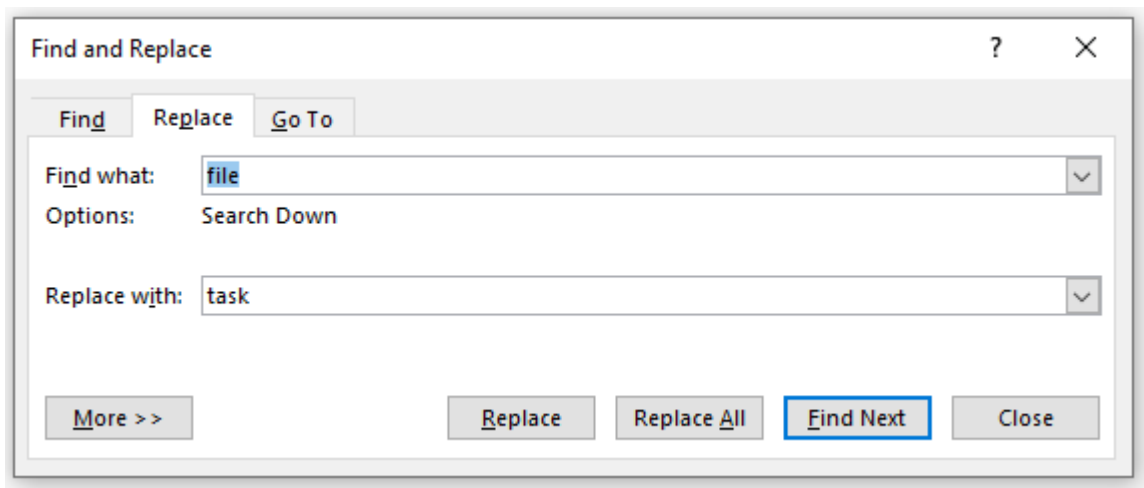 Find and Replace ?
Find Replace Go To
Find what: file
Options: Search Down
Replace with: task
More >> Replace Replace All Find Next Close